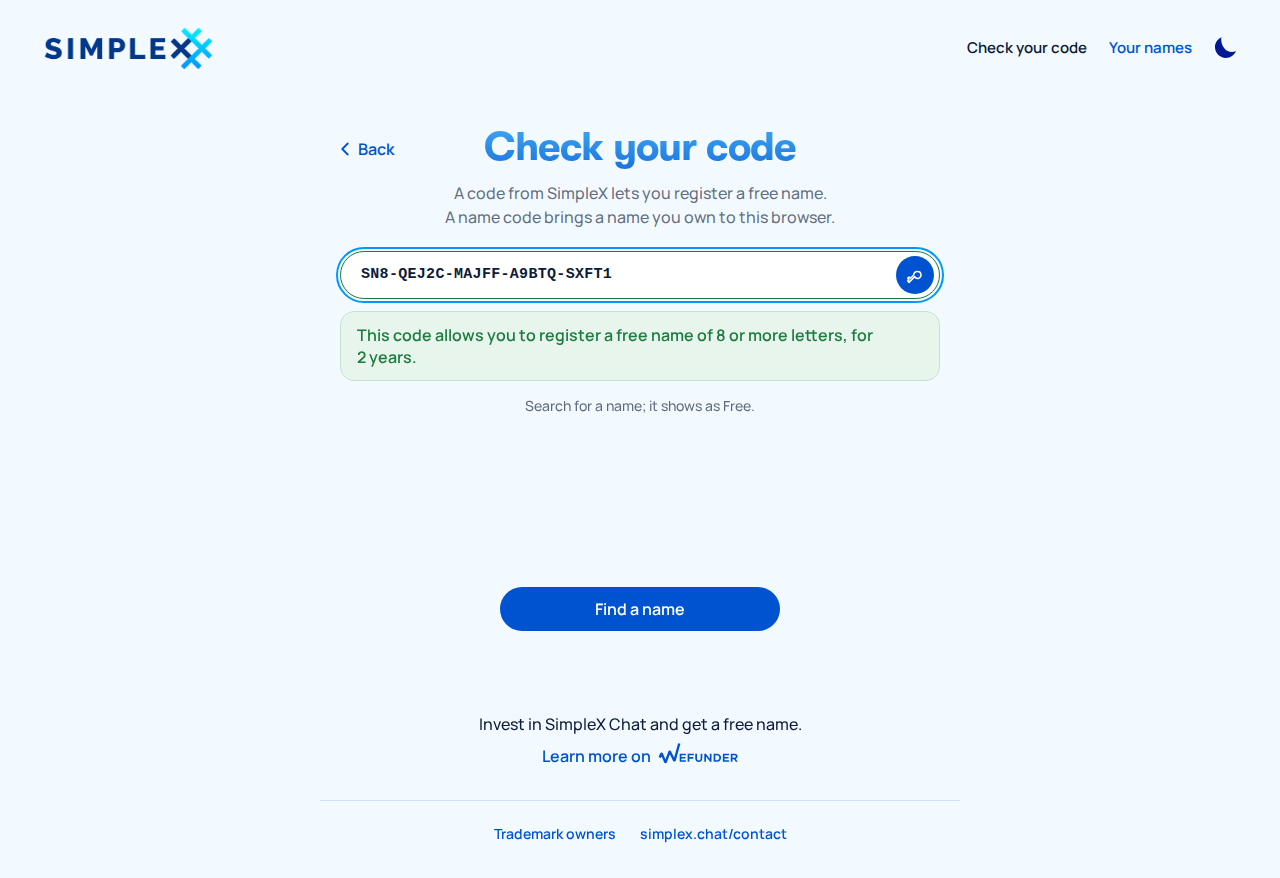 SIMPLEX
Check your code
Your names
Back
Check your code
A code from SimpleX lets you register a free name.
A name code brings a name you own to this browser.
SN8-QEJ2C-MAJFF-A9BTQ-SXFT1
This code allows you to register a free name of 8 or more letters, for
2 years.
Search for a name; it shows as Free.
Find a name
Invest in SimpleX Chat and get a free name.
Learn more on WEFUNDER
Trademark owners
simplex.chat/contact